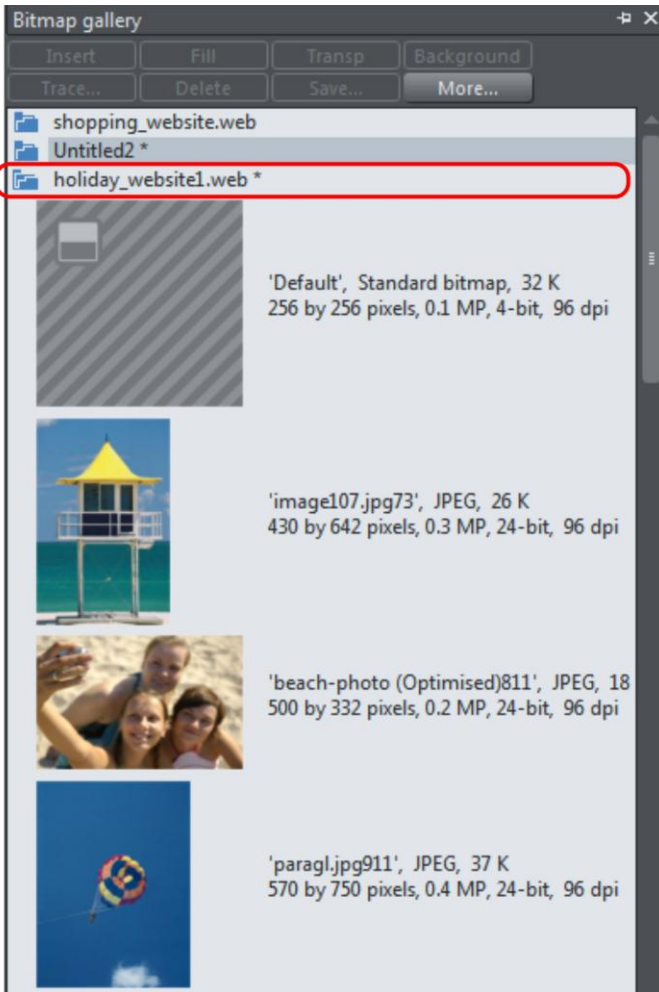 Bitmap gallery
Insert Fill Transp Background
Trace... Delete Save... More...
shopping_website.web
Untitled2 *
holiday_website1.web *
'Default', Standard bitmap, 32 K
256 by 256 pixels, 0.1 MP, 4-bit, 96 dpi
'image107.jpg73', JPEG, 26 K
430 by 642 pixels, 0.3 MP, 24-bit, 96 dpi
'beach-photo (Optimised)811', JPEG, 18
500 by 332 pixels, 0.2 MP, 24-bit, 96 dpi
'paragl.jpg911', JPEG, 37 K
570 by 750 pixels, 0.4 MP, 24-bit, 96 dpi